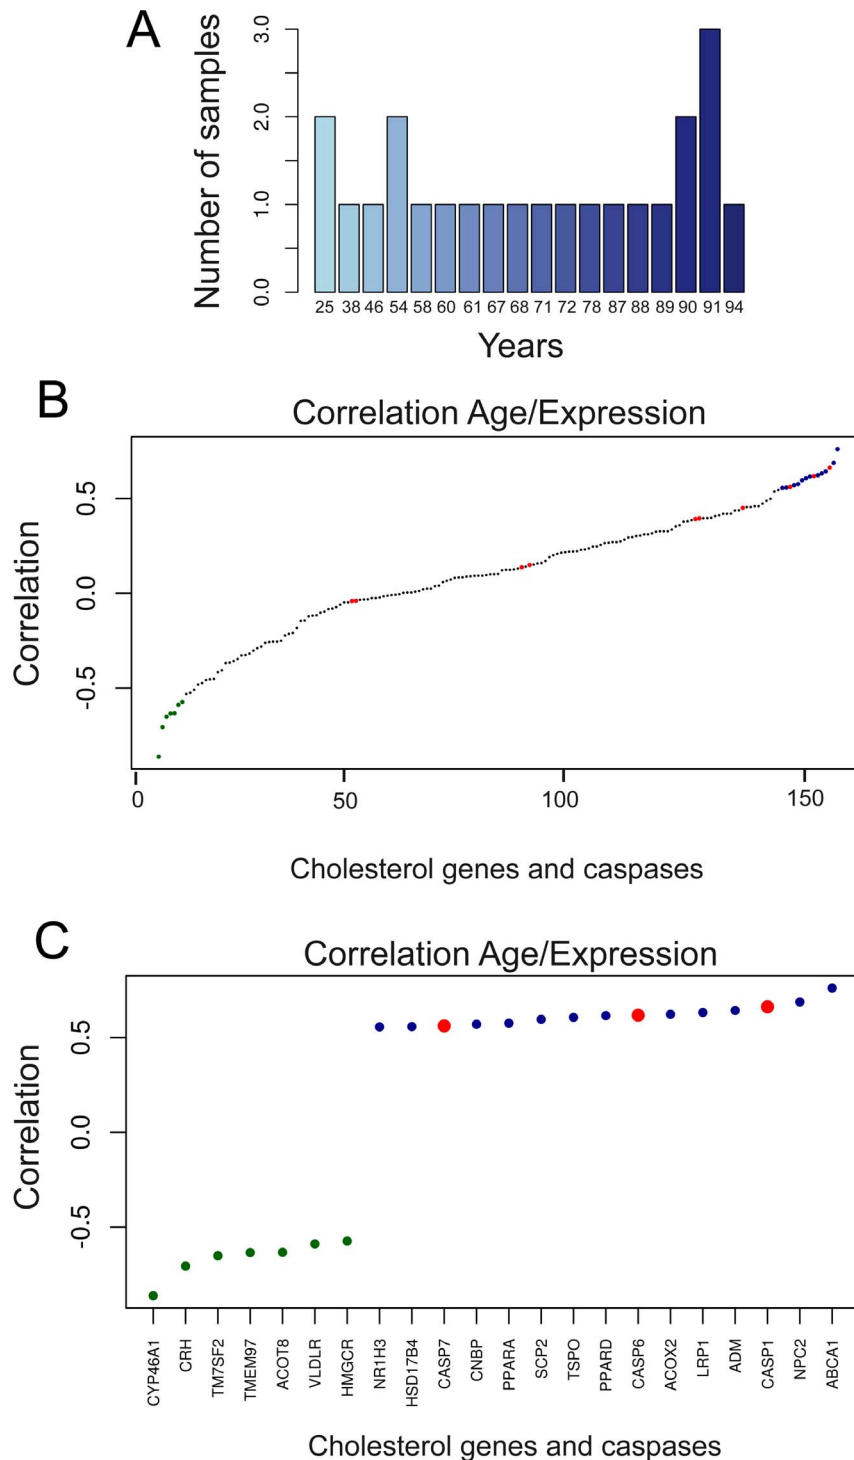 A
Number of samples
3.0
2.0
1.0
0.0
25 38 46 54 58 60 61 67 68 71 72 78 87 88 89 90 91 94
Years
B
Correlation Age/Expression
Correlation
0.5
0.0
-0.5
0 50 100 150
Cholesterol genes and caspases
C
Correlation Age/Expression
Correlation
0.5
0.0
-0.5
CYP46A1 CRH TM7SF2 TMEM97 ACOT8 VLDLR HMGCR NR1H3 HSD17B4 CASP7 CNBP PPARA SCP2 TSPO PPARD CASP6 ACOX2 LRP1 ADM CASP1 NPC2 ABCA1
Cholesterol genes and caspases